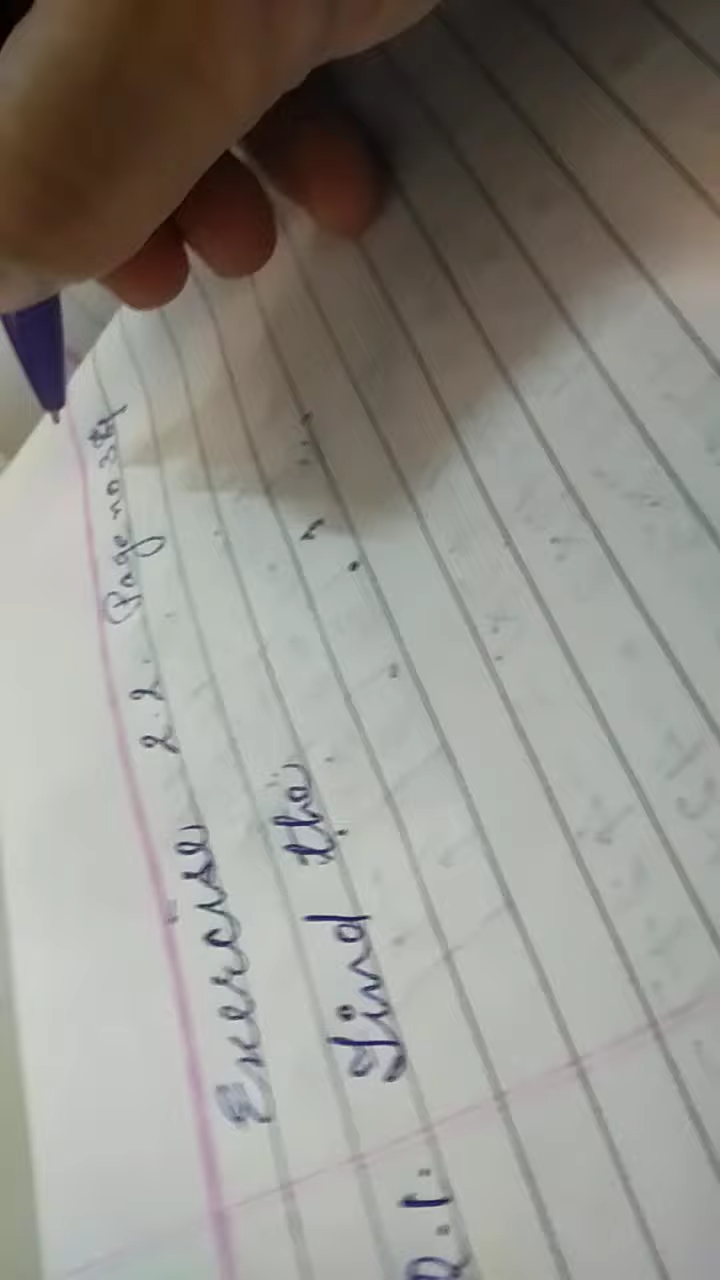 Exercise 2.2. Page no 34
Q.1. Find the